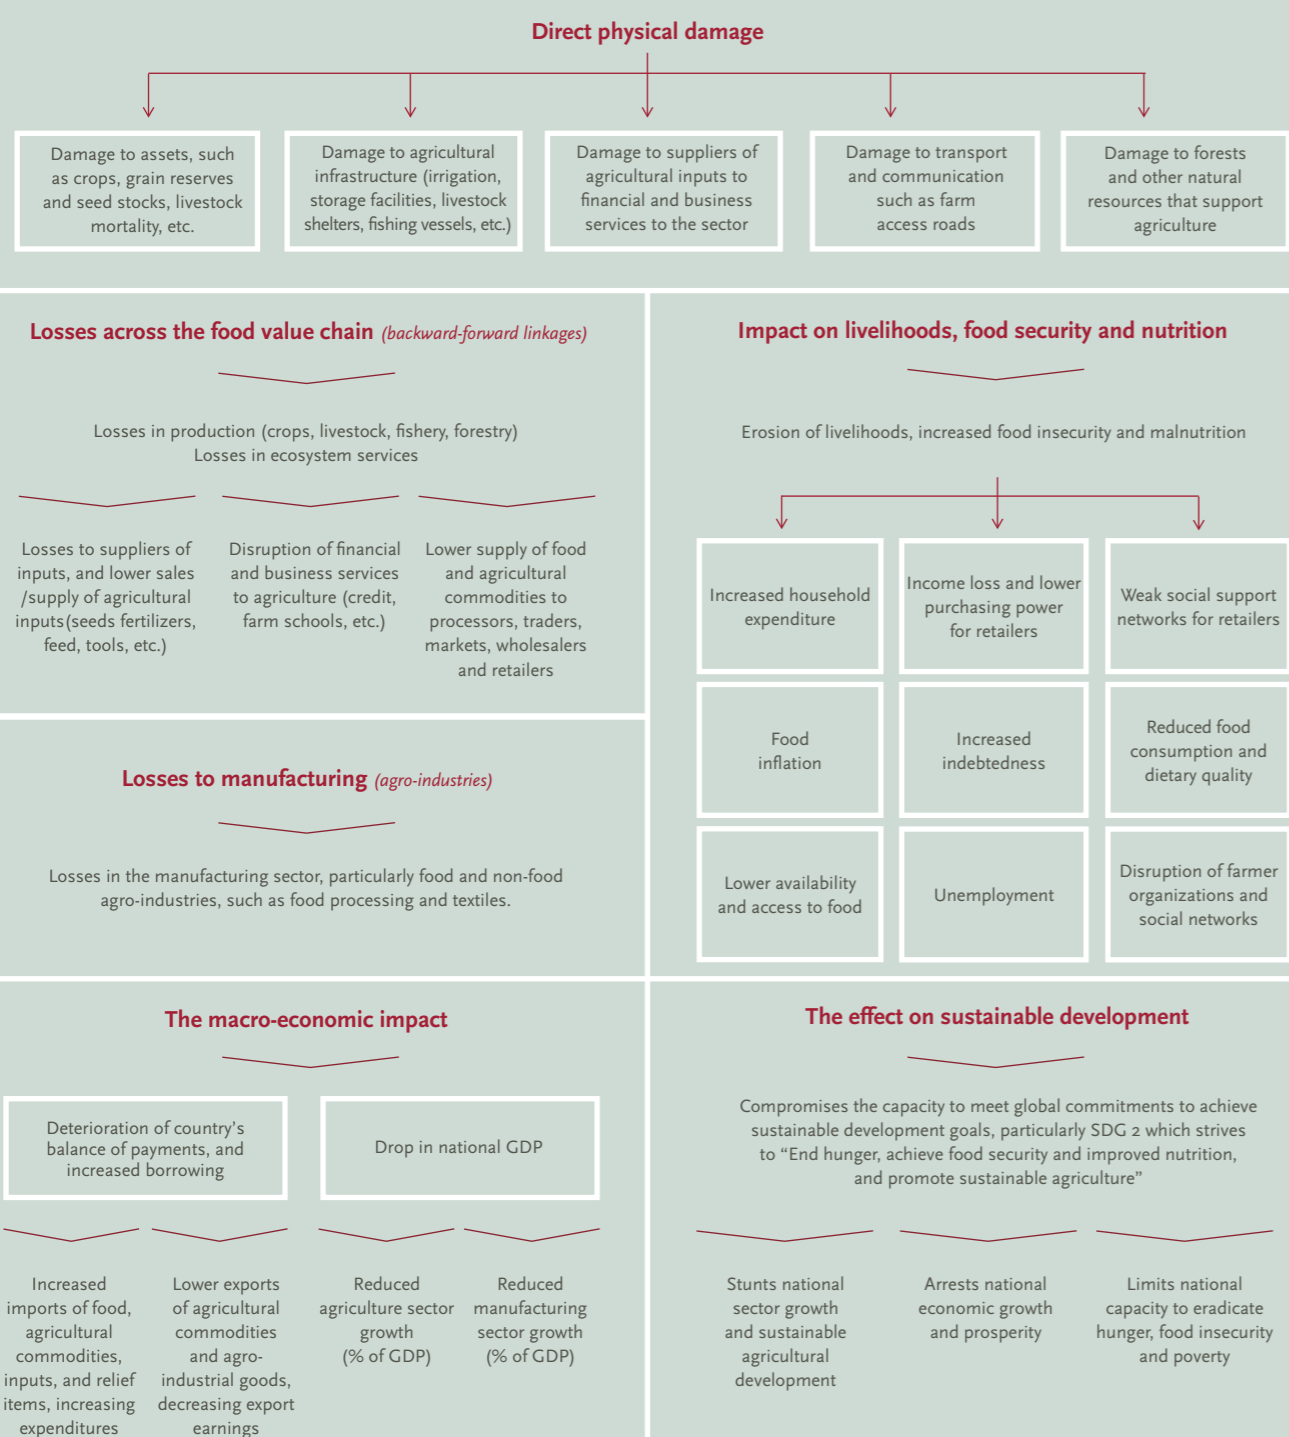 Direct physical damage
Damage to assets, such
as crops, grain reserves
and seed stocks, livestock
mortality, etc.
Damage to agricultural
infrastructure (irrigation,
storage facilities, livestock
shelters, fishing vessels, etc.)
Damage to suppliers of
agricultural inputs to
financial and business
services to the sector
Damage to transport
and communication
such as farm
access roads
Damage to forests
and other natural
resources that support
agriculture
Losses across the food value chain (backward-forward linkages)
Losses in production (crops, livestock, fishery, forestry)
Losses in ecosystem services
Losses to suppliers of
inputs, and lower sales
/supply of agricultural
inputs(seeds fertilizers,
feed, tools, etc.)
Disruption of financial
and business services
to agriculture (credit,
farm schools, etc.)
Lower supply of food
and agricultural
commodities to
processors, traders,
markets, wholesalers
and retailers
Losses to manufacturing (agro-industries)
Losses in the manufacturing sector, particularly food and non-food
agro-industries, such as food processing and textiles.
Impact on livelihoods, food security and nutrition
Erosion of livelihoods, increased food insecurity and malnutrition
Increased household
expenditure
Income loss and lower
purchasing power
for retailers
Weak social support
networks for retailers
Food
inflation
Increased
indebtedness
Reduced food
consumption and
dietary quality
Lower availability
and access to food
Unemployment
Disruption of farmer
organizations and
social networks
The macro-economic impact
Deterioration of country's
balance of payments, and
increased borrowing
Drop in national GDP
Increased
imports of food,
agricultural
commodities,
inputs, and relief
items, increasing
expenditures
Lower exports
of agricultural
commodities
and agro-
industrial goods,
decreasing export
earnings
Reduced
agriculture sector
growth
(% of GDP)
Reduced
manufacturing
sector growth
(% of GDP)
The effect on sustainable development
Compromises the capacity to meet global commitments to achieve
sustainable development goals, particularly SDG 2 which strives
to “End hunger, achieve food security and improved nutrition,
and promote sustainable agriculture”
Stunts national
sector growth
and sustainable
agricultural
development
Arrests national
economic growth
and prosperity
Limits national
capacity to eradicate
hunger, food insecurity
and poverty